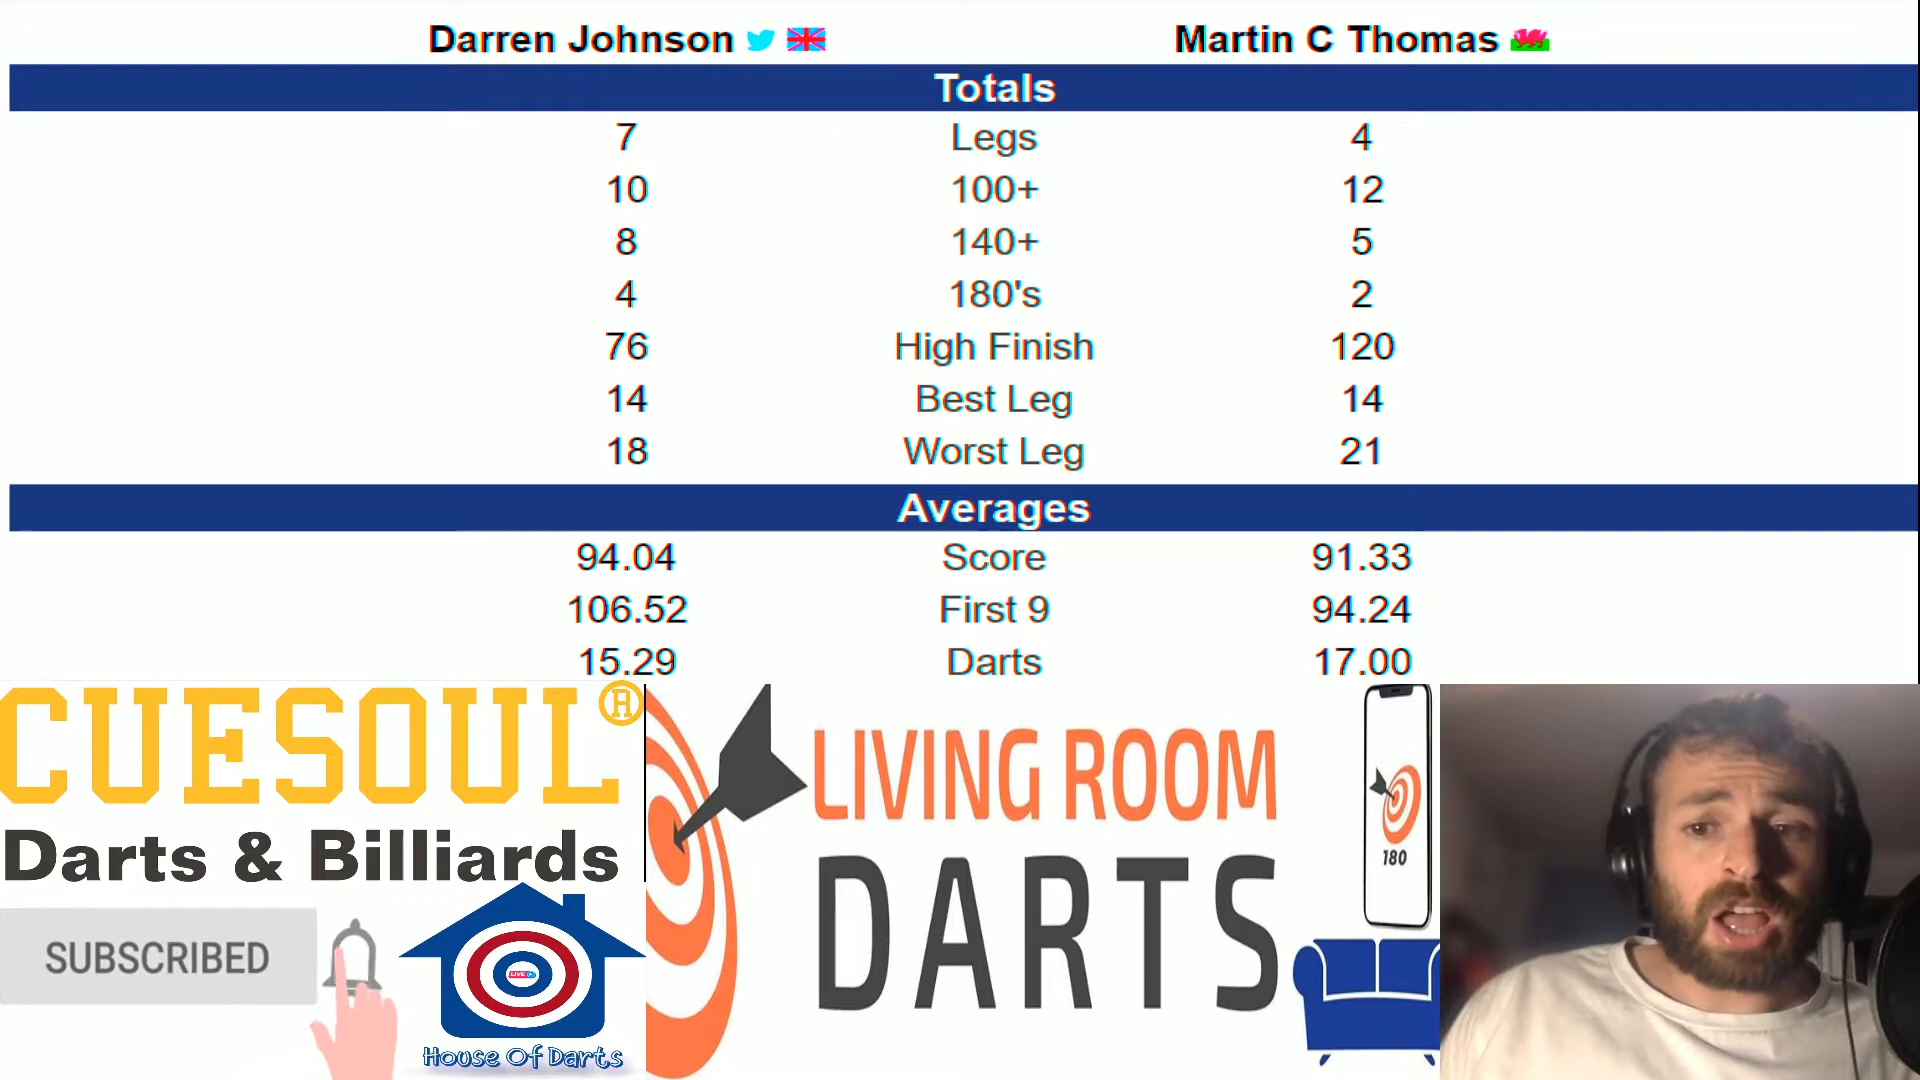 Darren Johnson Martin C Thomas
Totals
7 Legs 4
10 100+ 12
8 140+ 5
4 180's 2
76 High Finish 120
14 Best Leg 14
18 Worst Leg 21
Averages
94.04 Score 91.33
106.52 First 9 94.24
15.29 Darts 17.00
CUESOUL®
Darts & Billiards
SUBSCRIBED
LIVE
House Of Darts
LIVING ROOM
DARTS
180